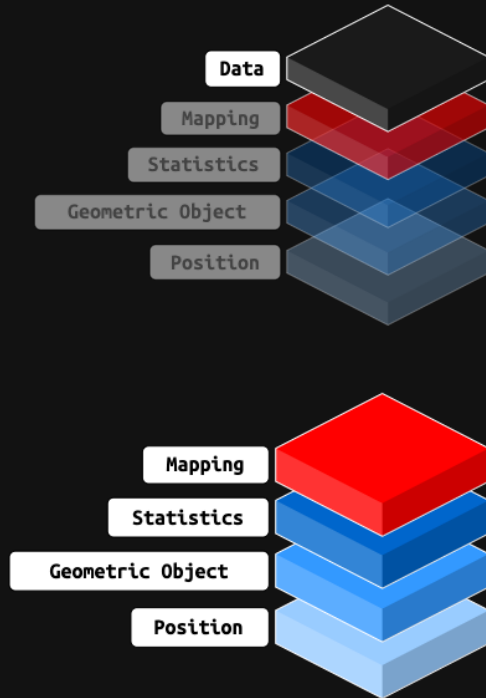 Data
Mapping
Statistics
Geometric Object
Position
Mapping
Statistics
Geometric Object
Position